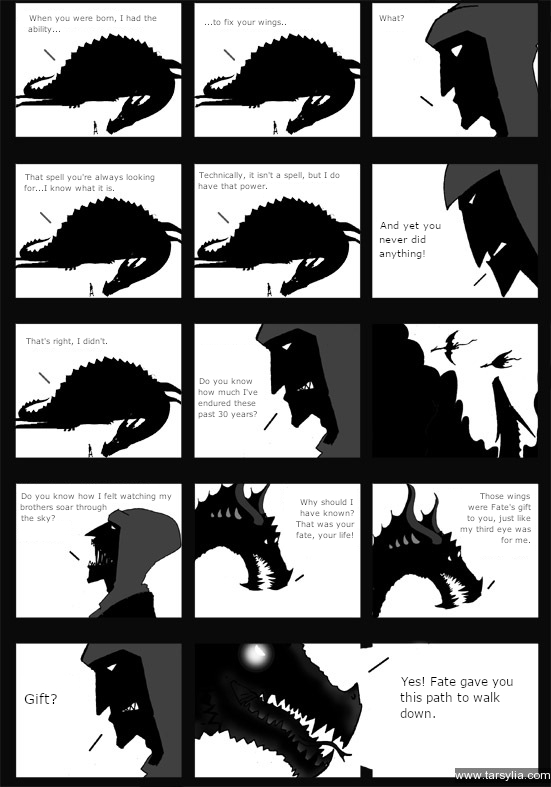 When you were born, I had the
ability...
...to fix your wings..
What?
That spell you're always looking
for...I know what it is.
Technically, it isn't a spell, but I do
have that power.
And yet you
never did
anything!
That's right, I didn't.
Do you know
how much I've
endured these
past 30 years?
Do you know how I felt watching my
brothers soar through
the sky?
Why should I
have known?
That was your
fate, your life!
Those wings
were Fate's gift
to you, just like
my third eye was
for me.
Gift?
Yes! Fate gave you
this path to walk
down.
www.tarsylia.com